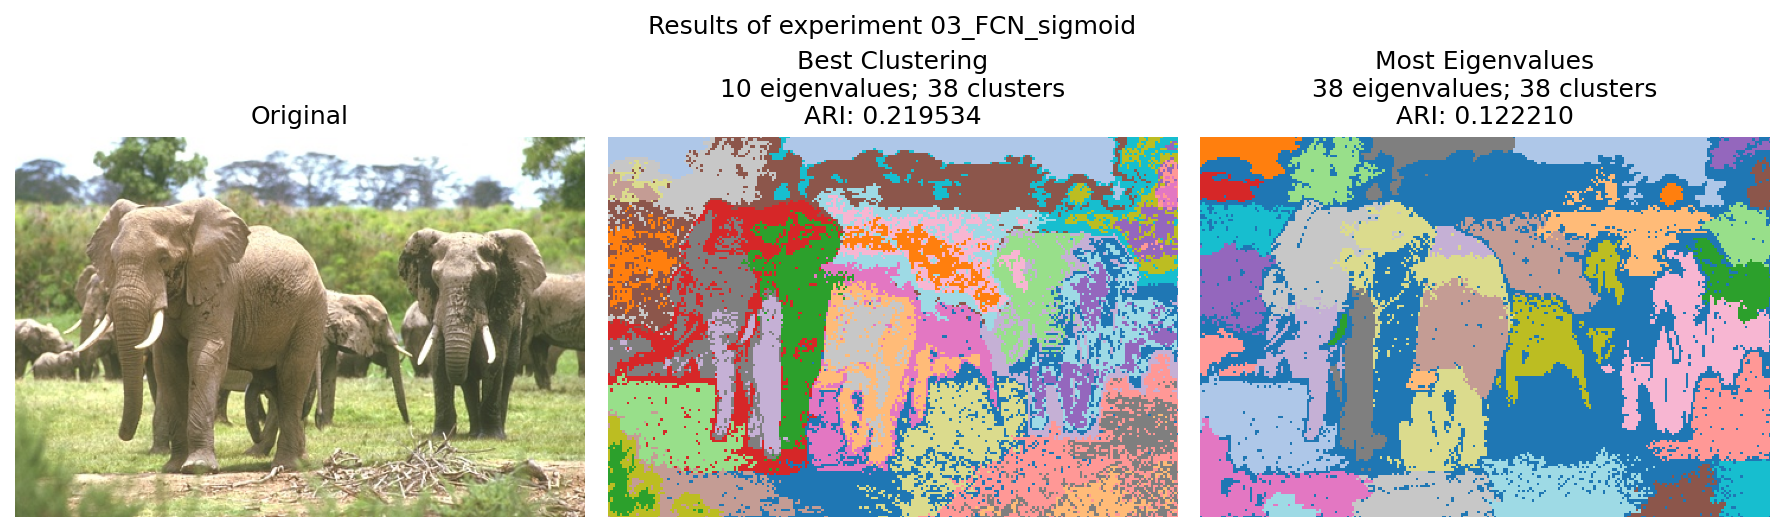 Results of experiment 03_FCN_sigmoid
Original
Best Clustering
10 eigenvalues; 38 clusters
ARI: 0.219534
Most Eigenvalues
38 eigenvalues; 38 clusters
ARI: 0.122210